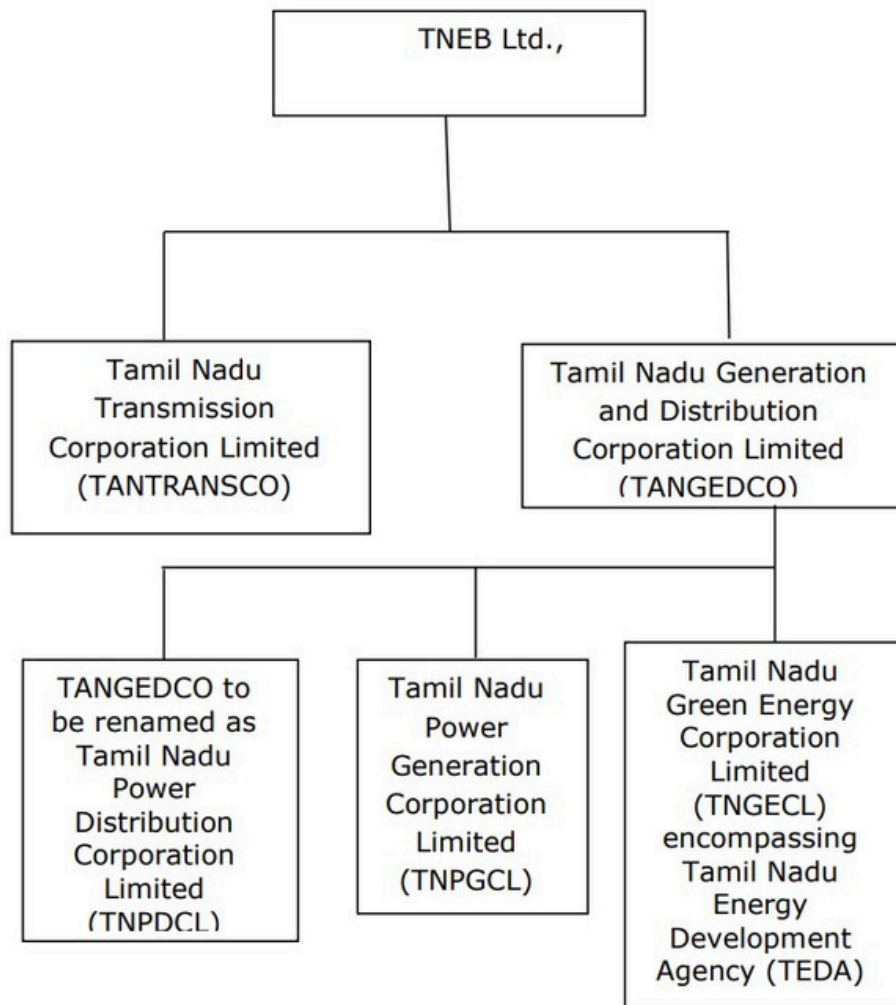 TNEB Ltd.,
Tamil Nadu
Transmission
Corporation Limited
(TANTRANSCO)
Tamil Nadu Generation
and Distribution
Corporation Limited
(TANGEDCO)
TANGEDCO to
be renamed as
Tamil Nadu
Power
Distribution
Corporation
Limited
(TNPDCL)
Tamil Nadu
Power
Generation
Corporation
Limited
(TNPGCL)
Tamil Nadu
Green Energy
Corporation
Limited
(TNGECL)
encompassing
Tamil Nadu
Energy
Development
Agency (TEDA)